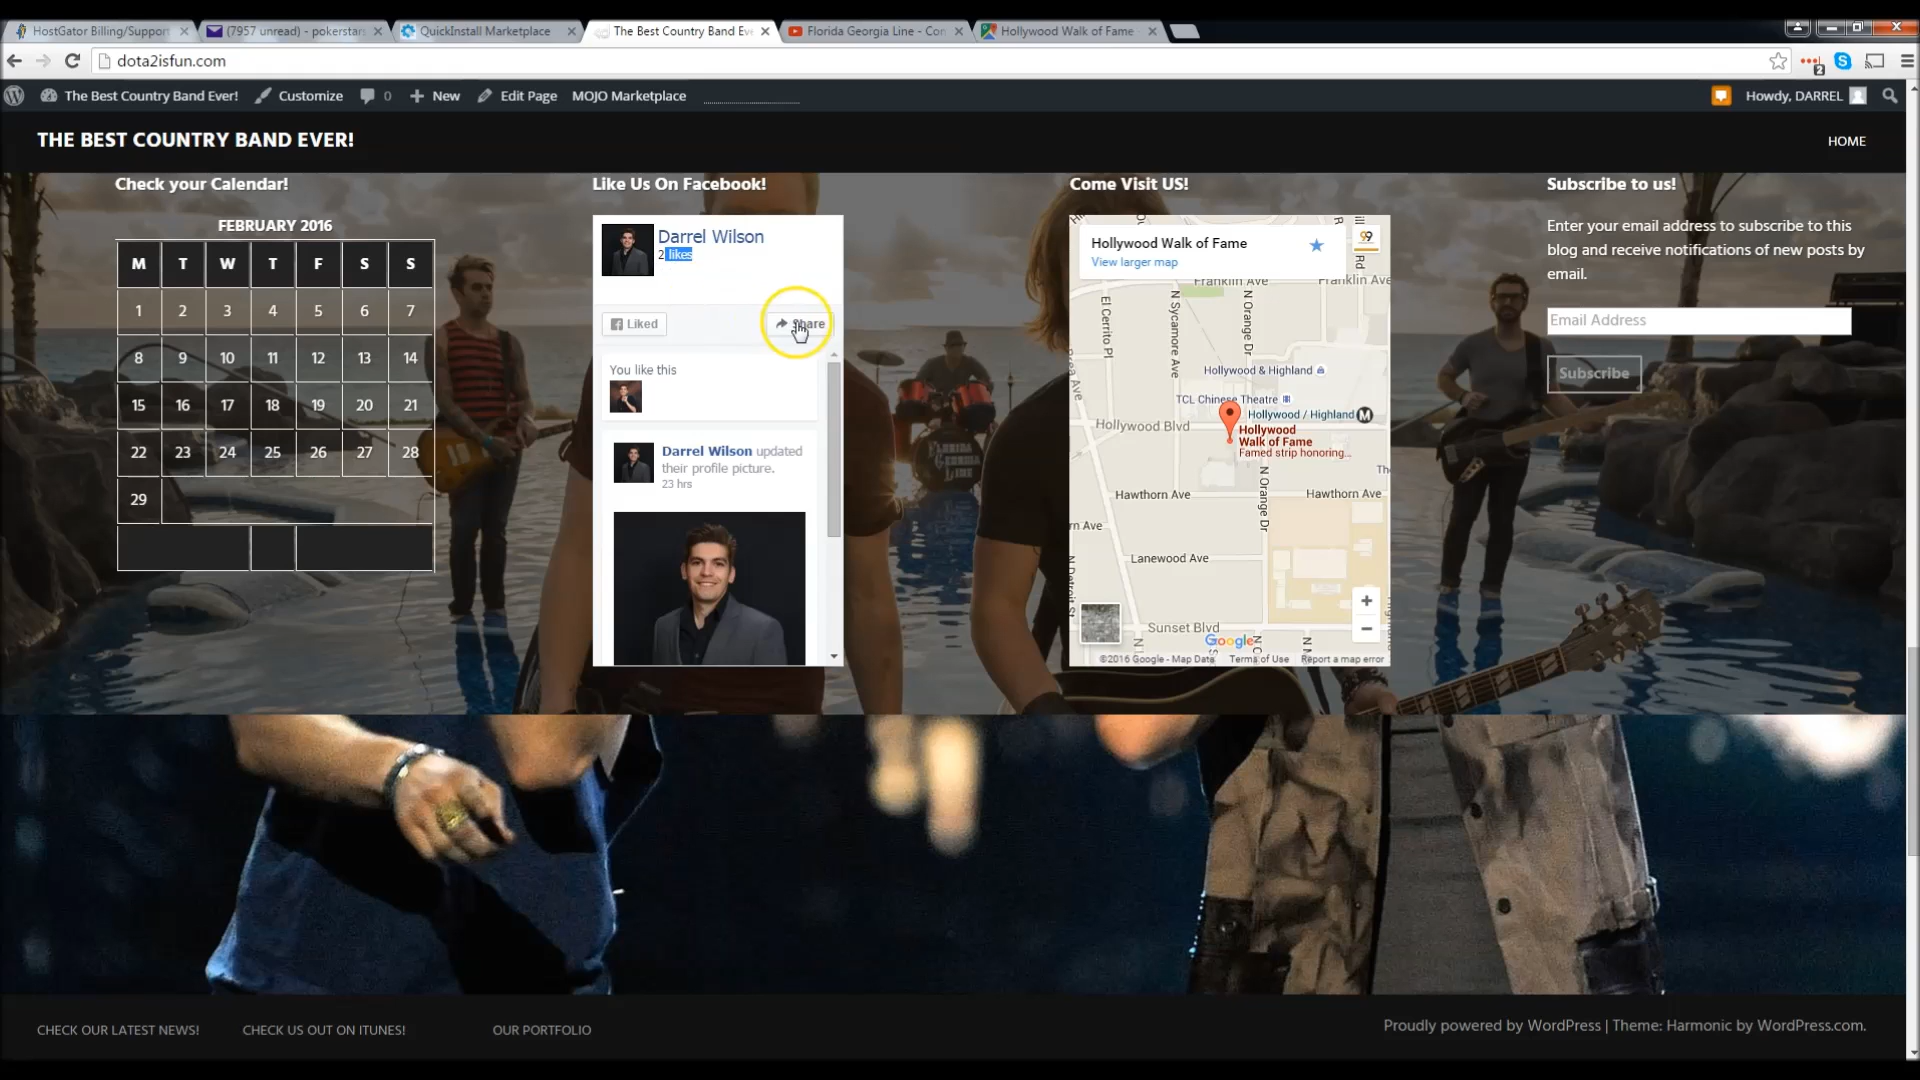 HostGator Billing/Support
(7957 unread) - pokerstars
QuickInstall Marketplace
The Best Country Band Eve
Florida Georgia Line - Con
Hollywood Walk of Fame
dota2isfun.com
2
The Best Country Band Ever!
Customize
0
New
Edit Page
MOJO Marketplace
Howdy, DARREL
THE BEST COUNTRY BAND EVER!
HOME
Check your Calendar!
FEBRUARY 2016
M T W T F S S
1 2 3 4 5 6 7
8 9 10 11 12 13 14
15 16 17 18 19 20 21
22 23 24 25 26 27 28
29
Like Us On Facebook!
Darrel Wilson
2 likes
Liked
Share
You like this
Darrel Wilson updated
their profile picture.
23 hrs
FLORIDA
GEORGIA
LINE
Come Visit US!
Hollywood Walk of Fame
View larger map
Rd
Franklin Ave
Franklin Ave
El Cerrito Pl
N Sycamore Ave
N Orange Dr
Hollywood & Highland
TCL Chinese Theatre
Hollywood / Highland
M
Hollywood Blvd
Hollywood
Walk of Fame
Famed strip honoring...
Hawthorn Ave
Hawthorn Ave
N Orange Dr
rn Ave
Lanewood Ave
N Detroit St
Sunset Blvd
+
−
Google
©2016 Google - Map Data
Terms of Use
Report a map error
Subscribe to us!
Enter your email address to subscribe to this
blog and receive notifications of new posts by
email.
Email Address
Subscribe
CHECK OUR LATEST NEWS!
CHECK US OUT ON ITUNES!
OUR PORTFOLIO
Proudly powered by WordPress | Theme: Harmonic by WordPress.com.